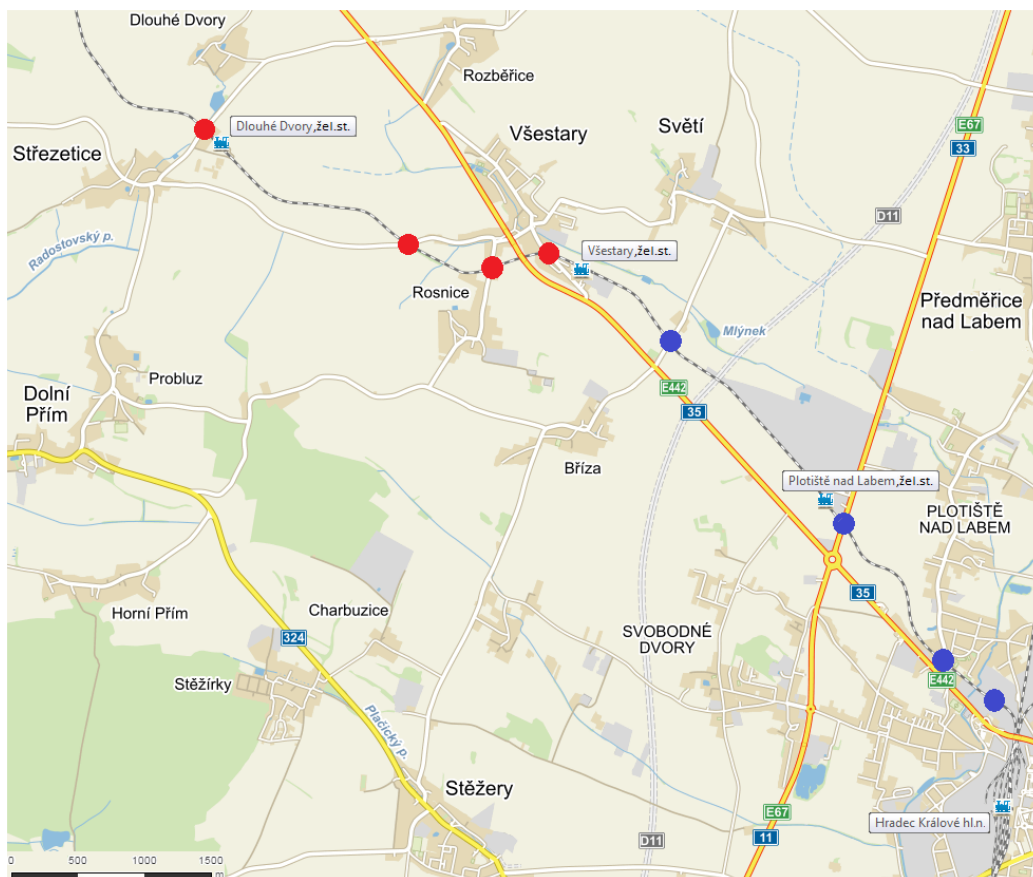 Dlouhé Dvory
Rozběřice
Dlouhé Dvory,žel.st.
Všestary
Světí
E67
33
Střezetice
Radostovský p.
D11
Všestary,žel.st.
Rosnice
Předměřice
nad Labem
Mlýnek
Probluz
Dolní
Přím
E442
35
Bříza
Plotiště nad Labem,žel.st.
PLOTIŠTĚ
NAD LABEM
Horní Přím
Charbuzice
35
324
SVOBODNÉ
DVORY
Stěžírky
E442
Plačický p.
Stěžery
E67
Hradec Králové hl.n.
D11
11
0 500 1000 1500
m